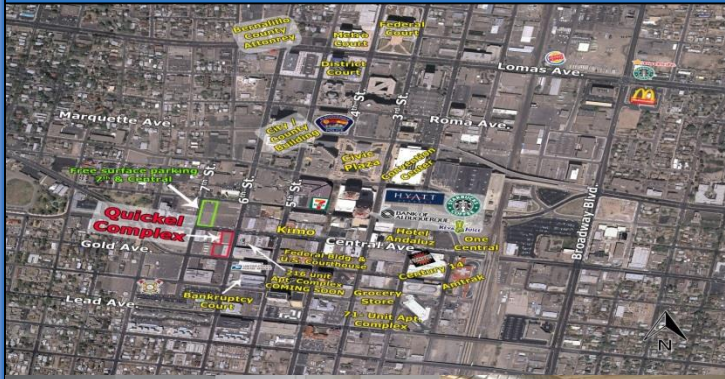 Bernalillo
County
Attorney
Metro
Court
Federal
Court
District
Court
Lomas Ave.
4th St.
3rd St.
Marquette Ave.
City /
County
Building
Roma Ave.
Civic
Plaza
Convention
Center
Free surface parking
7th & Central
7th St.
6th St.
5th St.
Quickel
Complex
HYATT
BANK OF
ALBUQUERQUE
Kimo
Central Ave.
Hotel
Andaluz
One
Central
Broadway Blvd.
Gold Ave.
Federal Bldg. &
U.S. Courthouse
216 Unit
Apt. Complex
COMING SOON
Century 14
Amtrak
Lead Ave.
Bankruptcy
Court
Grocery
Store
71- Unit Apt.
Complex
N